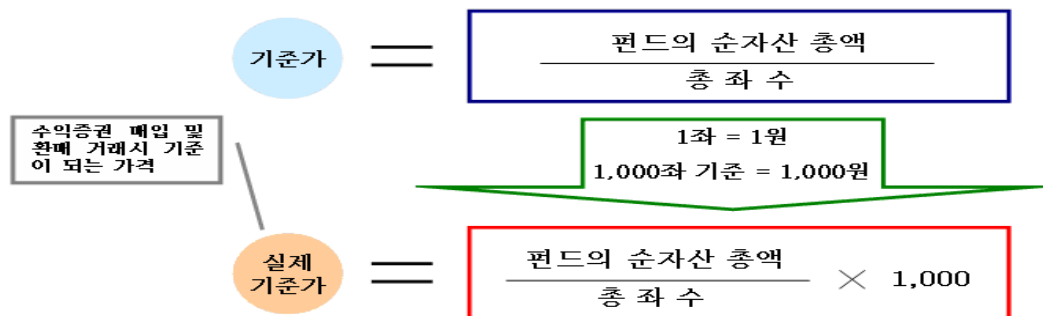 기준가
펀드의 순자산 총액
총 좌 수
수익증권 매입 및
환매 거래시 기준
이 되는 가격
1좌 = 1원
1,000좌 기준 = 1,000원
실제
기준가
펀드의 순자산 총액
총 좌 수
× 1,000